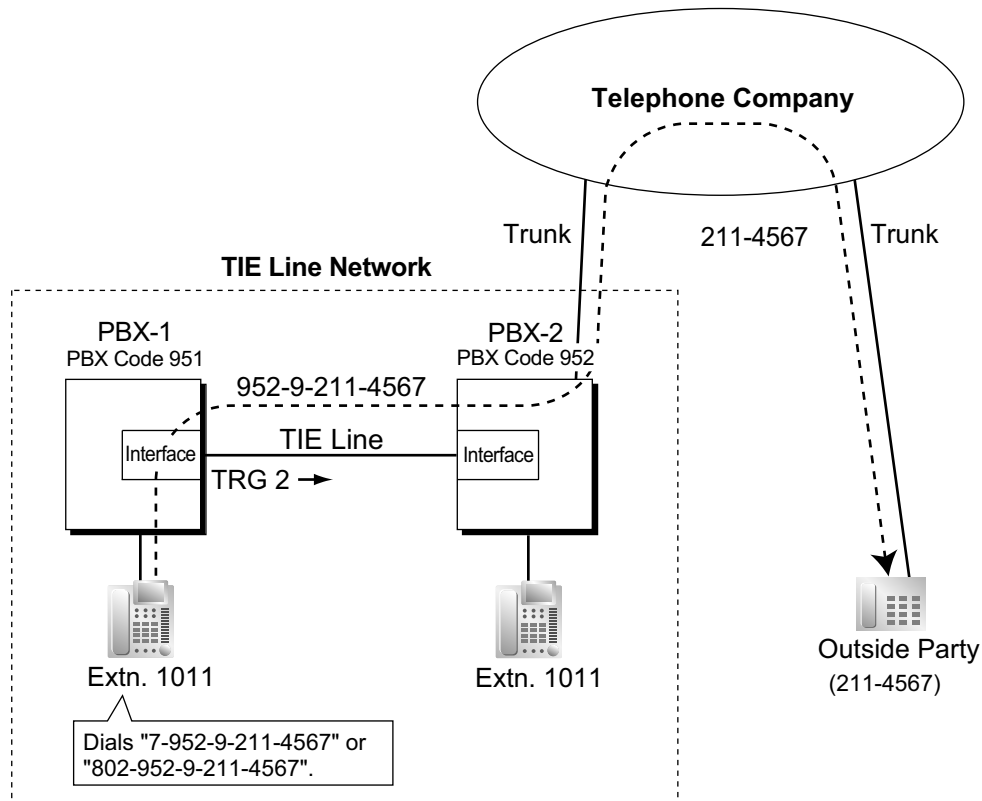 Telephone Company
Trunk
211-4567
Trunk
TIE Line Network
PBX-1
PBX Code 951
PBX-2
PBX Code 952
952-9-211-4567
Interface
TIE Line
Interface
TRG 2
Extn. 1011
Extn. 1011
Outside Party
(211-4567)
Dials "7-952-9-211-4567" or
"802-952-9-211-4567".